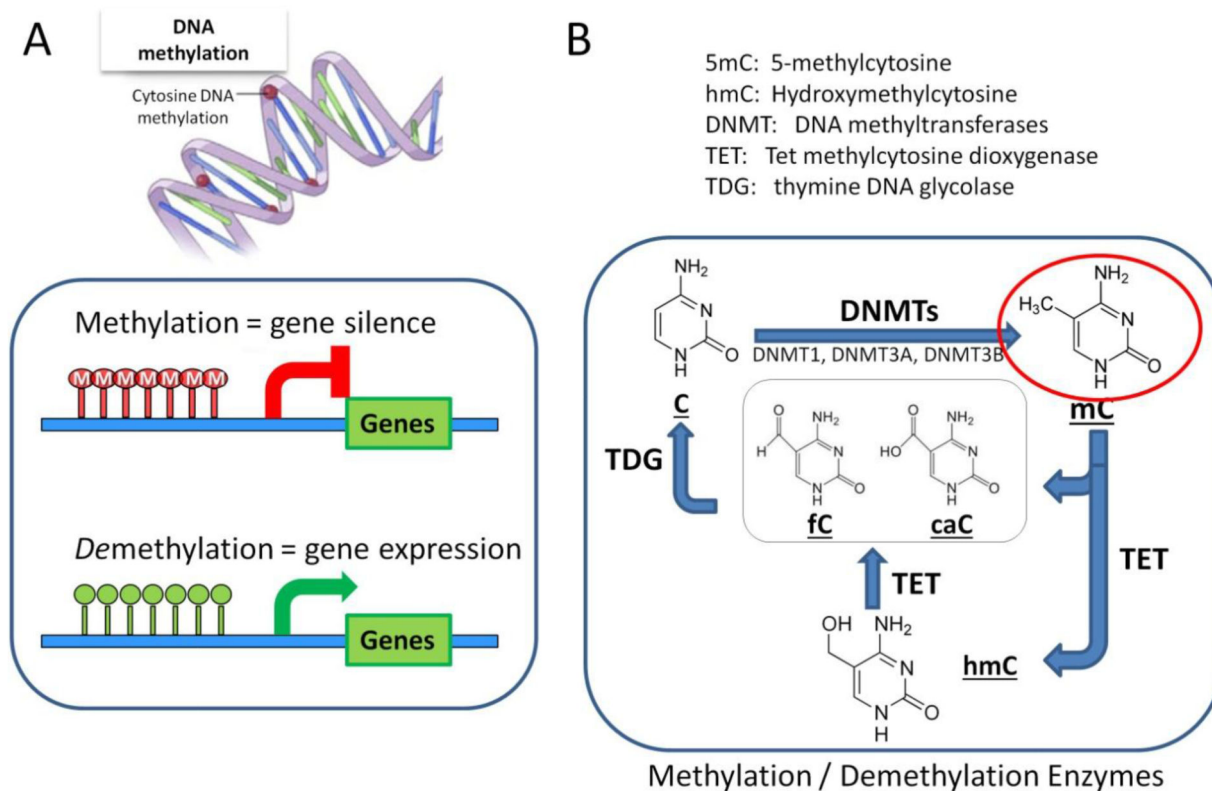 A
DNA
methylation
Cytosine DNA
methylation
Methylation = gene silence
M M M M M M M
Genes
Demethylation = gene expression
Genes
B
5mC: 5-methylcytosine
hmC: Hydroxymethylcytosine
DNMT: DNA methyltransferases
TET: Tet methylcytosine dioxygenase
TDG: thymine DNA glycolase
NH₂
N
N
H
O
C
DNMTs
DNMT1, DNMT3A, DNMT3B
H₃C
NH₂
N
N
H
O
mC
TDG
O
H
NH₂
N
NH
O
fC
O
HO
NH₂
N
NH
O
caC
TET
TET
OH
NH₂
N
N
H
O
hmC
Methylation / Demethylation Enzymes